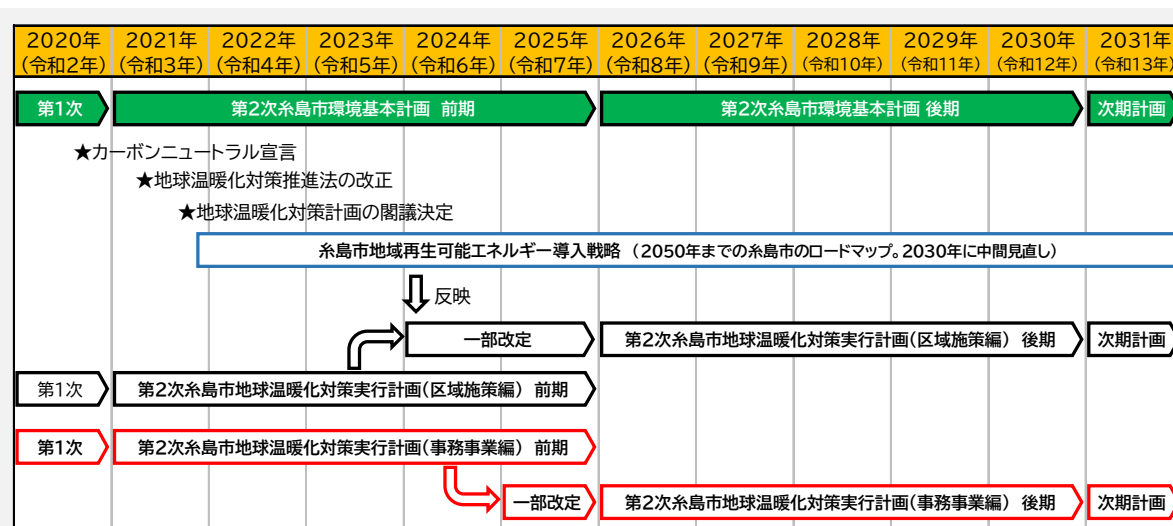 2020年 2021年 2022年 2023年 2024年 2025年 2026年 2027年 2028年 2029年 2030年 2031年
(令和2年) (令和3年) (令和4年) (令和5年) (令和6年) (令和7年) (令和8年) (令和9年) (令和10年) (令和11年) (令和12年) (令和13年)
第1次 第2次糸島市環境基本計画 前期 第2次糸島市環境基本計画 後期 次期計画
★カーボンニュートラル宣言
★地球温暖化対策推進法の改正
★地球温暖化対策計画の閣議決定
糸島市地域再生可能エネルギー導入戦略 (2050年までの糸島市のロードマップ。2030年に中間見直し)
反映
一部改定 第2次糸島市地球温暖化対策実行計画(区域施策編) 後期 次期計画
第1次 第2次糸島市地球温暖化対策実行計画(区域施策編) 前期
第1次 第2次糸島市地球温暖化対策実行計画(事務事業編) 前期
一部改定 第2次糸島市地球温暖化対策実行計画(事務事業編) 後期 次期計画